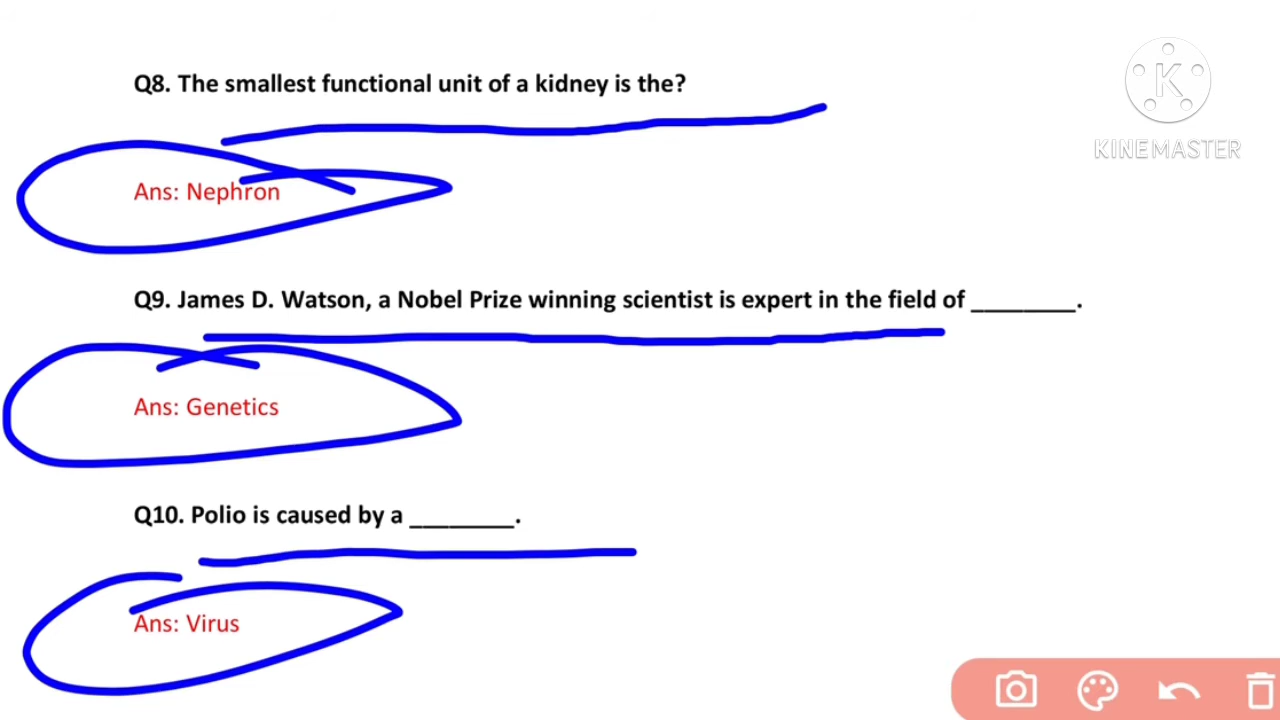 Q8. The smallest functional unit of a kidney is the?
K
KINEMASTER
Ans: Nephron
Q9. James D. Watson, a Nobel Prize winning scientist is expert in the field of ________.
Ans: Genetics
Q10. Polio is caused by a ________.
Ans: Virus